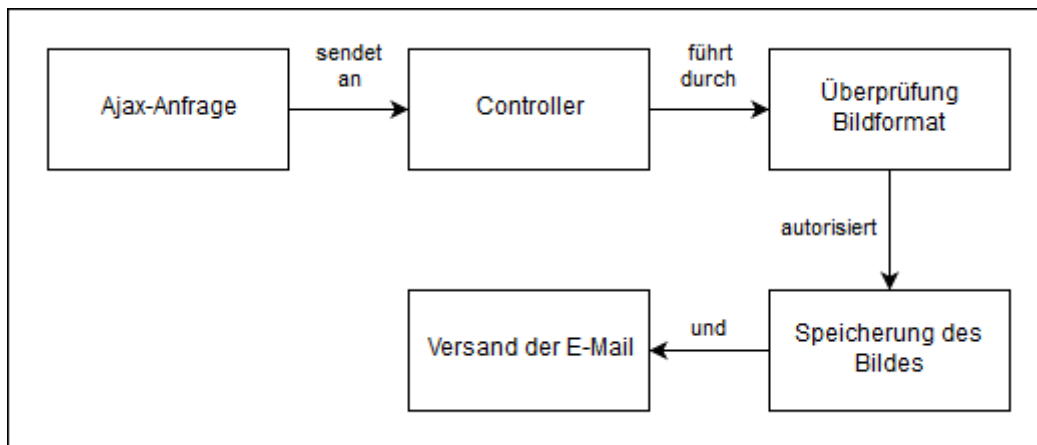 Ajax-Anfrage
sendet
an
Controller
führt
durch
Überprüfung
Bildformat
autorisiert
Speicherung des
Bildes
und
Versand der E-Mail